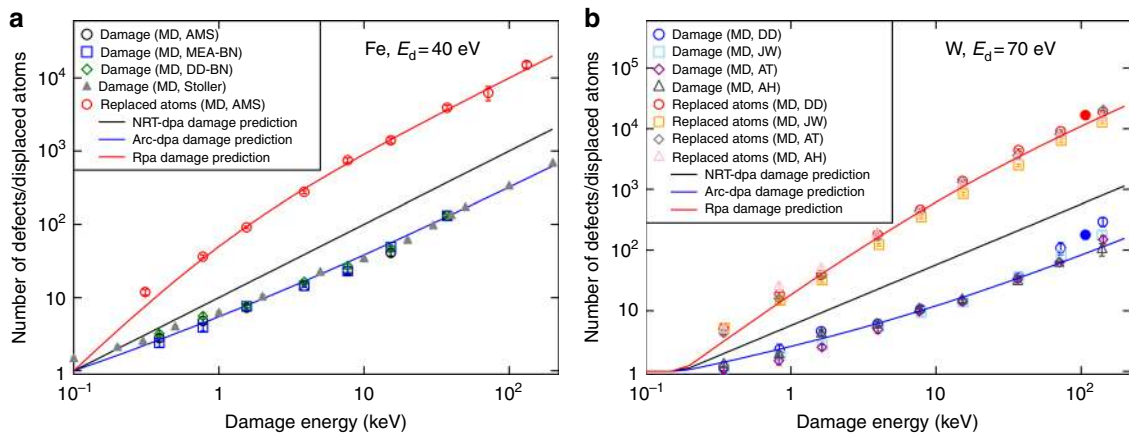 a
Number of defects/displaced atoms
10⁴
10³
10²
10
1
10⁻¹
1
10
10²
Damage energy (keV)
Fe, E_d = 40 eV
Damage (MD, AMS)
Damage (MD, MEA-BN)
Damage (MD, DD-BN)
Damage (MD, Stoller)
Replaced atoms (MD, AMS)
NRT-dpa damage prediction
Arc-dpa damage prediction
Rpa damage prediction
b
Number of defects/displaced atoms
10⁵
10⁴
10³
10²
10
1
10⁻¹
1
10
10²
Damage energy (keV)
W, E_d = 70 eV
Damage (MD, DD)
Damage (MD, JW)
Damage (MD, AT)
Damage (MD, AH)
Replaced atoms (MD, DD)
Replaced atoms (MD, JW)
Replaced atoms (MD, AT)
Replaced atoms (MD, AH)
NRT-dpa damage prediction
Arc-dpa damage prediction
Rpa damage prediction